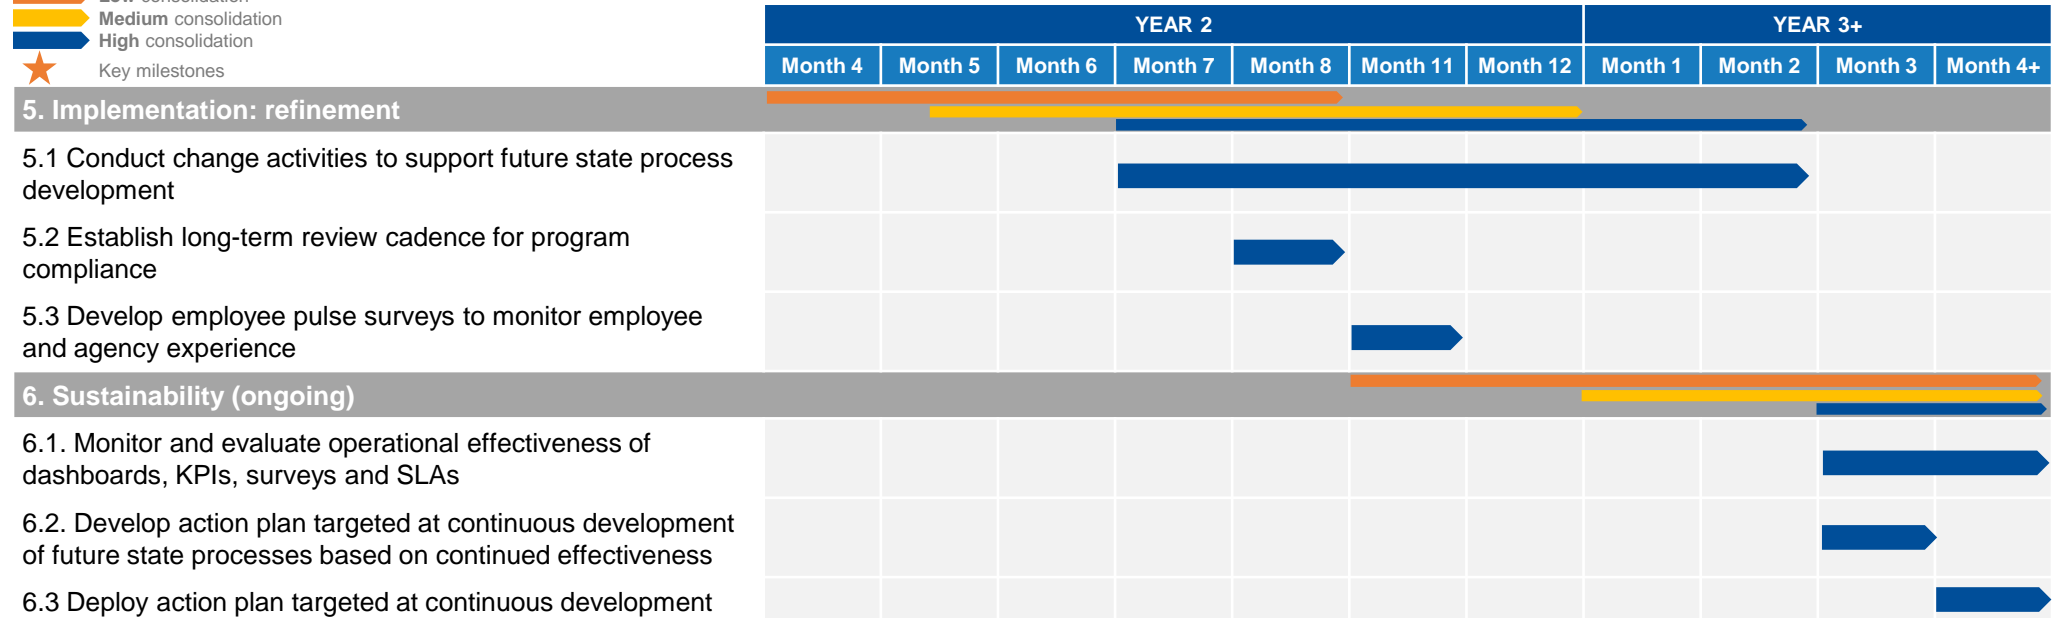 consolidation
Medium consolidation
High consolidation
Key milestones
YEAR 2
YEAR 3+
Month 4
Month 5
Month 6
Month 7
Month 8
Month 11
Month 12
Month 1
Month 2
Month 3
Month 4+
5. Implementation: refinement
5.1 Conduct change activities to support future state process
development
5.2 Establish long-term review cadence for program
compliance
5.3 Develop employee pulse surveys to monitor employee
and agency experience
6. Sustainability (ongoing)
6.1. Monitor and evaluate operational effectiveness of
dashboards, KPIs, surveys and SLAs
6.2. Develop action plan targeted at continuous development
of future state processes based on continued effectiveness
6.3 Deploy action plan targeted at continuous development